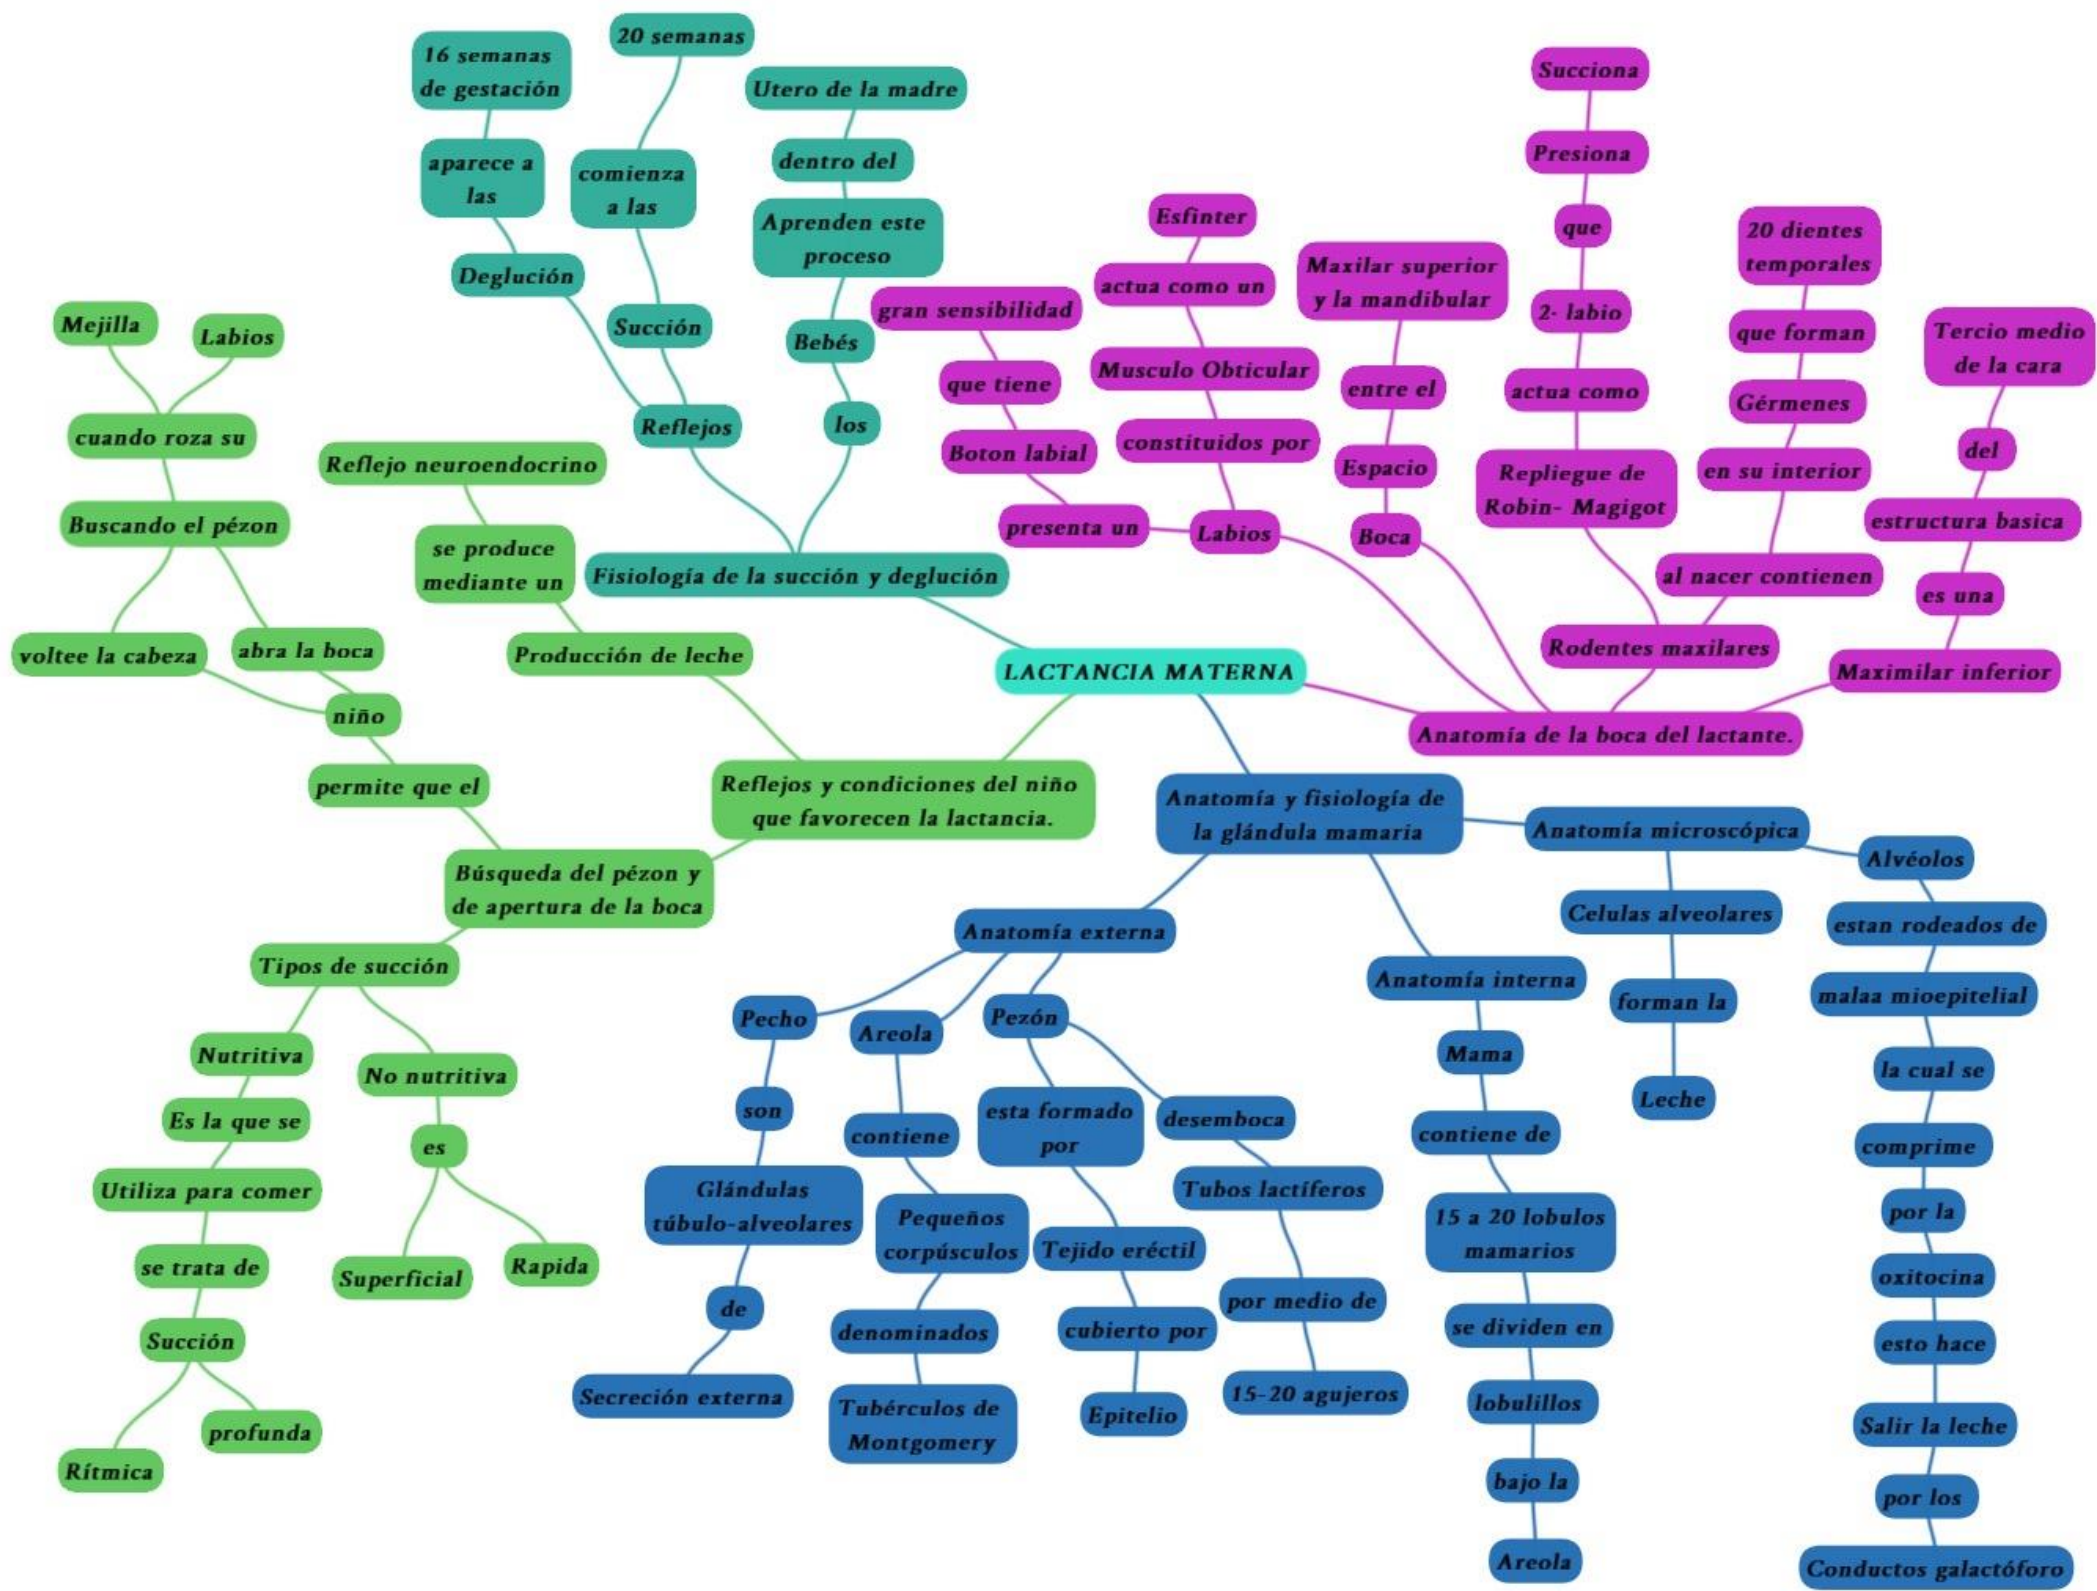 LACTANCIA MATERNA
Fisiología de la succión y deglución
Reflejos
Deglución
aparece a
las
16 semanas
de gestación
Succión
comienza
a las
20 semanas
los
Bebés
Aprenden este
proceso
dentro del
Utero de la madre
Anatomía de la boca del lactante.
Labios
presenta un
Boton labial
que tiene
gran sensibilidad
constituidos por
Musculo Obticular
actua como un
Esfinter
Boca
Espacio
entre el
Maxilar superior
y la mandibular
Rodentes maxilares
Repliegue de
Robin- Magigot
actua como
2- labio
que
Presiona
Succiona
al nacer contienen
en su interior
Gérmenes
que forman
20 dientes
temporales
Maximilar inferior
es una
estructura basica
del
Tercio medio
de la cara
Reflejos y condiciones del niño
que favorecen la lactancia.
Producción de leche
se produce
mediante un
Reflejo neuroendocrino
Búsqueda del pézon y
de apertura de la boca
permite que el
niño
voltee la cabeza
abra la boca
Buscando el pézon
cuando roza su
Mejilla
Labios
Tipos de succión
Nutritiva
Es la que se
Utiliza para comer
se trata de
Succión
Rítmica
profunda
No nutritiva
es
Superficial
Rapida
Anatomía y fisiología de
la glándula mamaria
Anatomía externa
Pecho
son
Glándulas
túbulo-alveolares
de
Secreción externa
Areola
contiene
Pequeños
corpúsculos
denominados
Tubérculos de
Montgomery
Pezón
esta formado
por
Tejido eréctil
cubierto por
Epitelio
desemboca
Tubos lactíferos
por medio de
15-20 agujeros
Anatomía interna
Mama
contiene de
15 a 20 lobulos
mamarios
se dividen en
lobulillos
bajo la
Areola
Anatomía microscópica
Celulas alveolares
forman la
Leche
Alvéolos
estan rodeados de
malaa mioepitelial
la cual se
comprime
por la
oxitocina
esto hace
Salir la leche
por los
Conductos galactóforo